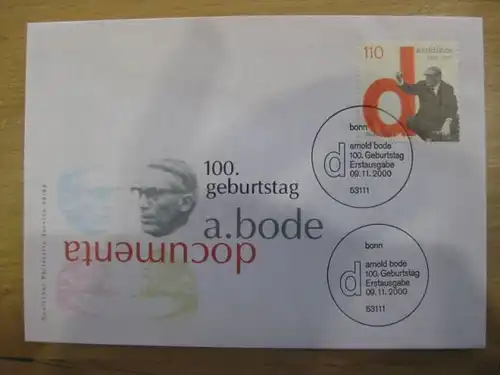 110
d
100.
geburtstag
a.bode
documenta
bonn
d
arnold bode
100. Geburtstag
Erstausgabe
09.11.2000
53111
bonn
d
arnold bode
100. Geburtstag
Erstausgabe
09.11.2000
53111